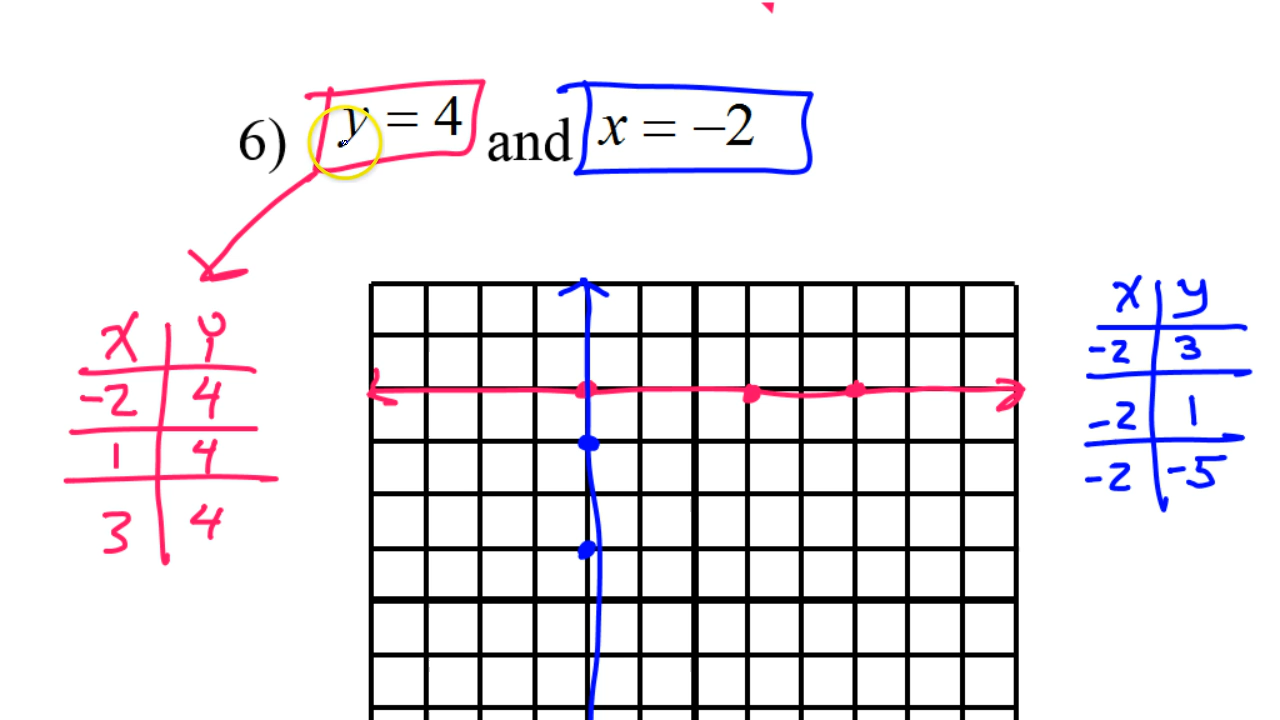 6) y = 4 and x = −2
x y
-2 4
1 4
3 4
x y
-2 3
-2 1
-2 -5